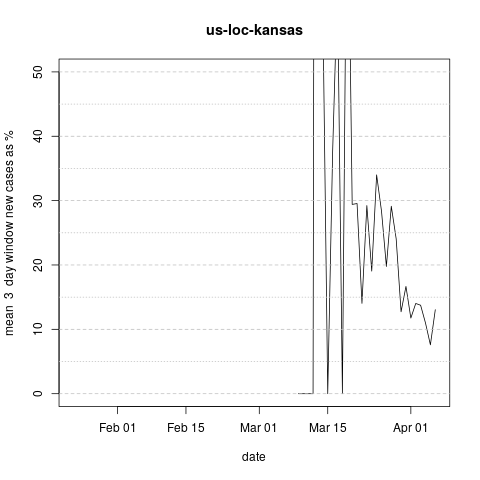 us-loc-kansas
mean  3  day window new cases as %
50
40
30
20
10
0
Feb 01
Feb 15
Mar 01
Mar 15
Apr 01
date